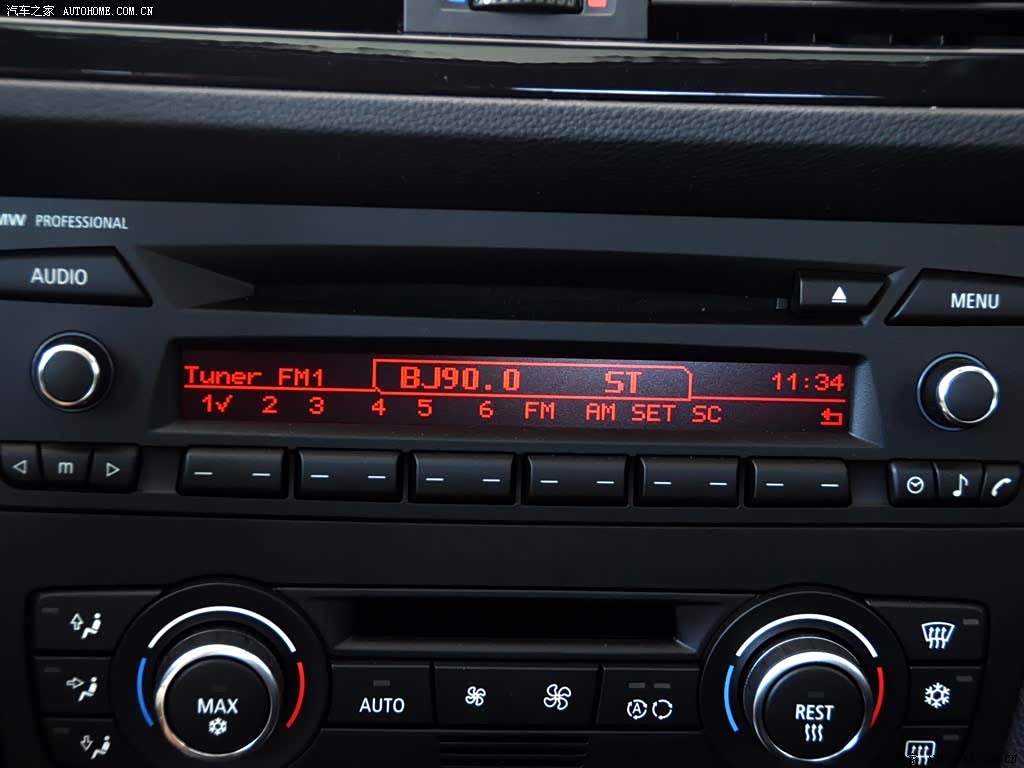 汽车之家 AUTOHOME.COM.CN
MW PROFESSIONAL
AUDIO
MENU
Tuner FM1 BJ90.0 ST 11:34
1✓ 2 3 4 5 6 FM AM SET SC
m
MAX
AUTO
A
REST